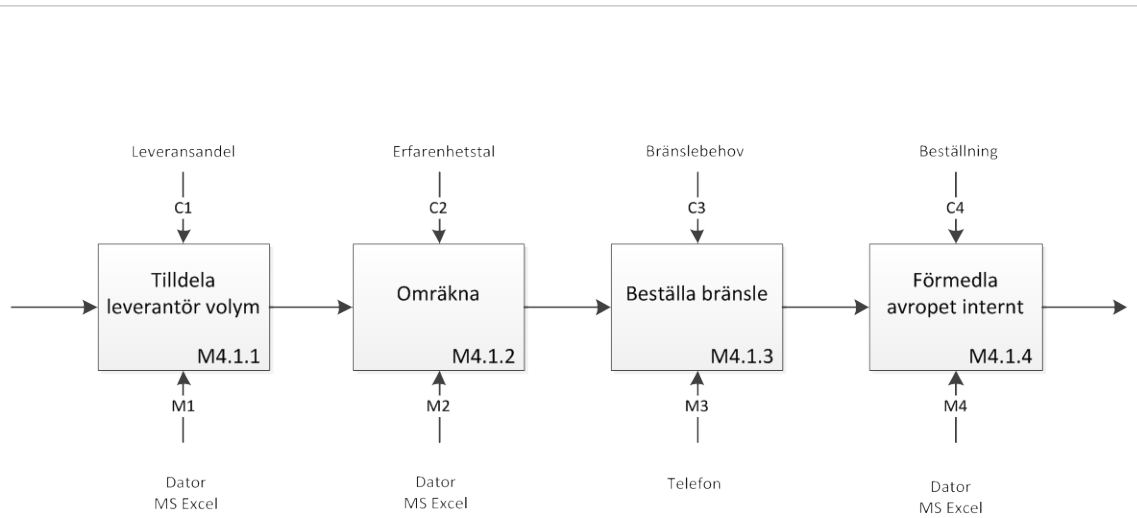 Leveransandel
Erfarenhetstal
Bränslebehov
Beställning
C1
C2
C3
C4
Tilldela
leverantör volym
M4.1.1
Omräkna
M4.1.2
Beställa bränsle
M4.1.3
Förmedla
avropet internt
M4.1.4
M1
M2
M3
M4
Dator
MS Excel
Dator
MS Excel
Telefon
Dator
MS Excel